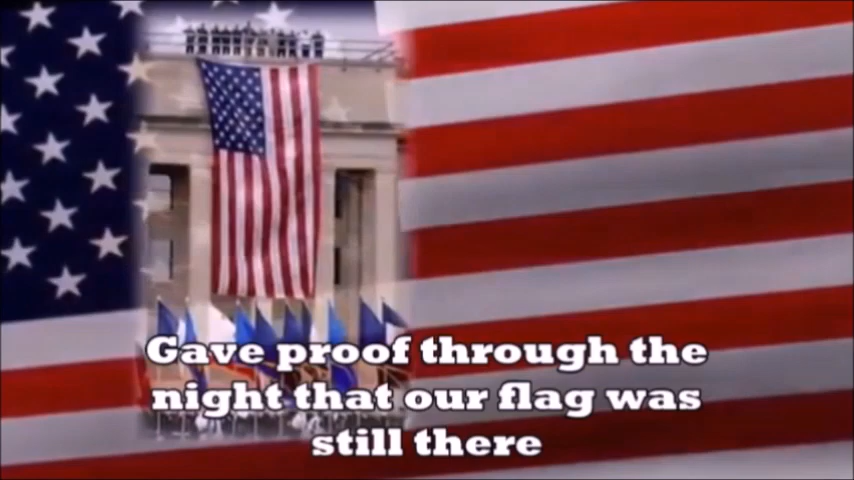 Gave proof through the
night that our flag was
still there